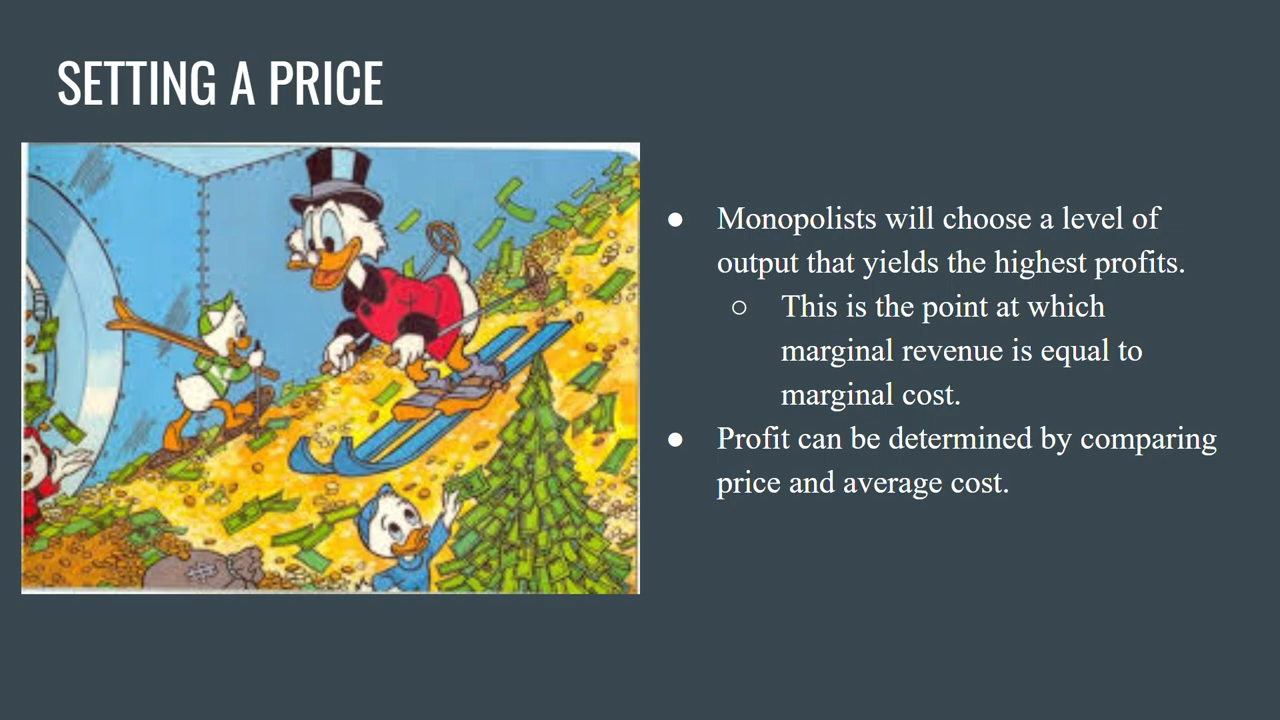 SETTING A PRICE
● Monopolists will choose a level of
output that yields the highest profits.
○ This is the point at which
marginal revenue is equal to
marginal cost.
● Profit can be determined by comparing
price and average cost.